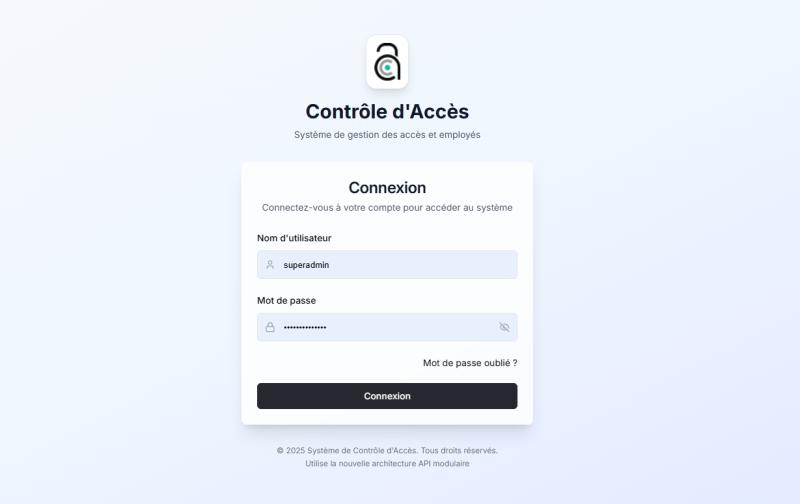 Contrôle d'Accès
Système de gestion des accès et employés
Connexion
Connectez-vous à votre compte pour accéder au système
Nom d'utilisateur
superadmin
Mot de passe
••••••••••••••
Mot de passe oublié ?
Connexion
© 2025 Système de Contrôle d'Accès. Tous droits réservés.
Utilise la nouvelle architecture API modulaire